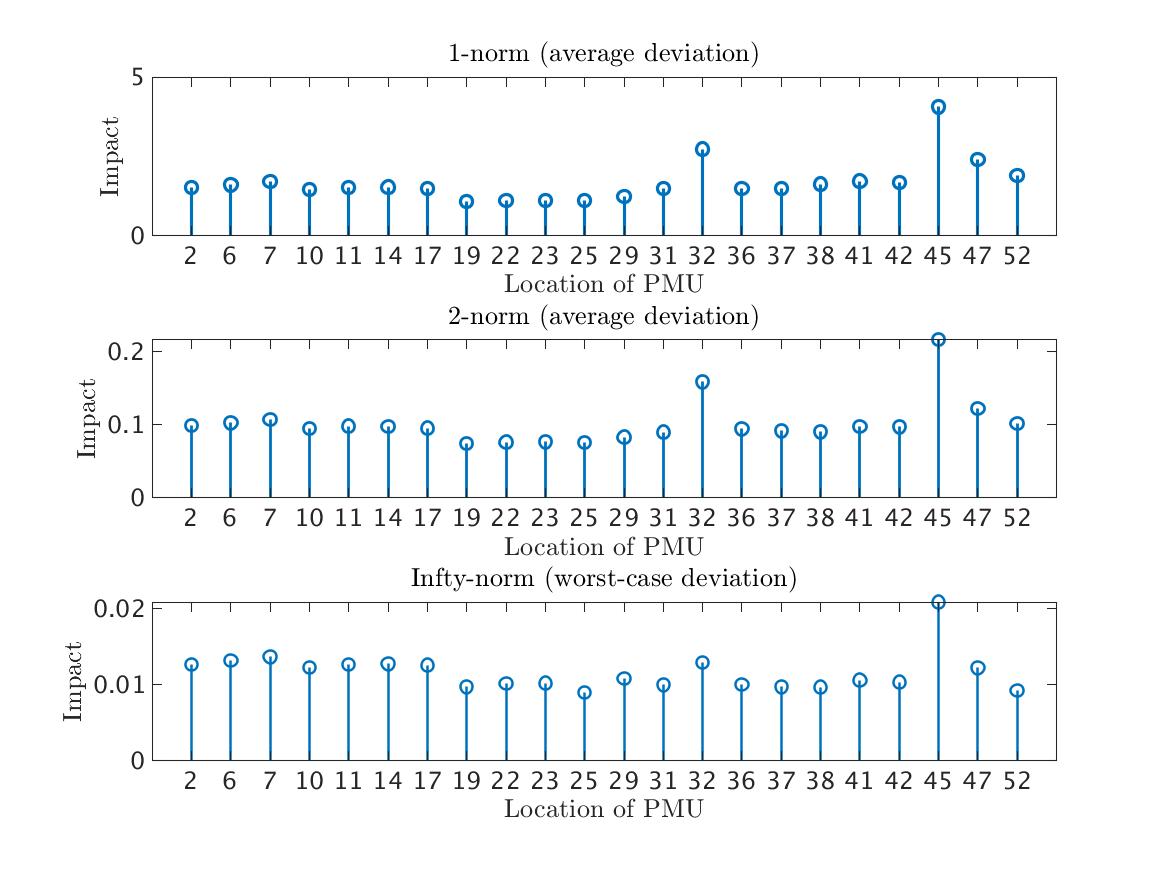 1-norm (average deviation)
5
Impact
0
2 6 7 10 11 14 17 19 22 23 25 29 31 32 36 37 38 41 42 45 47 52
Location of PMU
2-norm (average deviation)
0.2
0.1
Impact
0
2 6 7 10 11 14 17 19 22 23 25 29 31 32 36 37 38 41 42 45 47 52
Location of PMU
Infty-norm (worst-case deviation)
0.02
0.01
Impact
0
2 6 7 10 11 14 17 19 22 23 25 29 31 32 36 37 38 41 42 45 47 52
Location of PMU